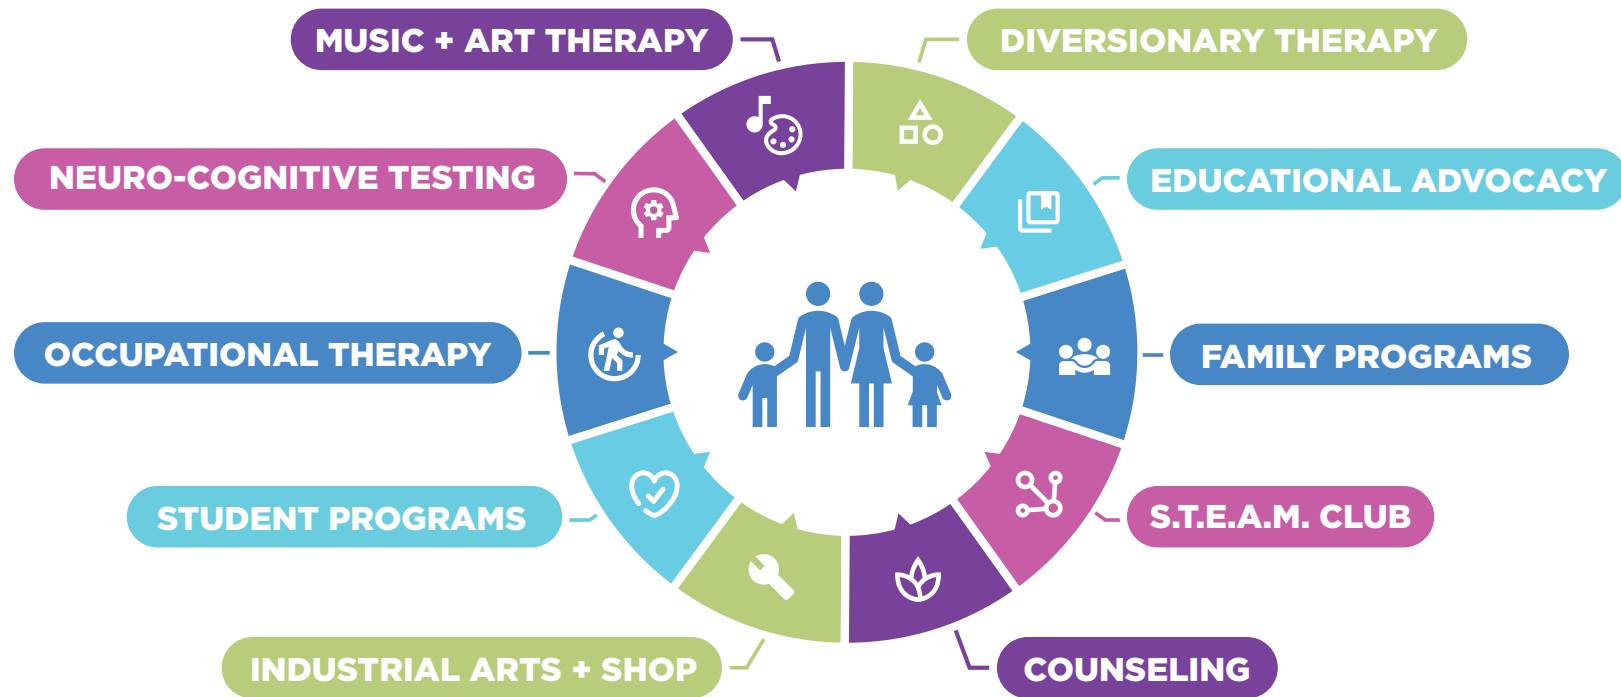 MUSIC + ART THERAPY
DIVERSIONARY THERAPY
NEURO-COGNITIVE TESTING
EDUCATIONAL ADVOCACY
OCCUPATIONAL THERAPY
FAMILY PROGRAMS
STUDENT PROGRAMS
S.T.E.A.M. CLUB
INDUSTRIAL ARTS + SHOP
COUNSELING